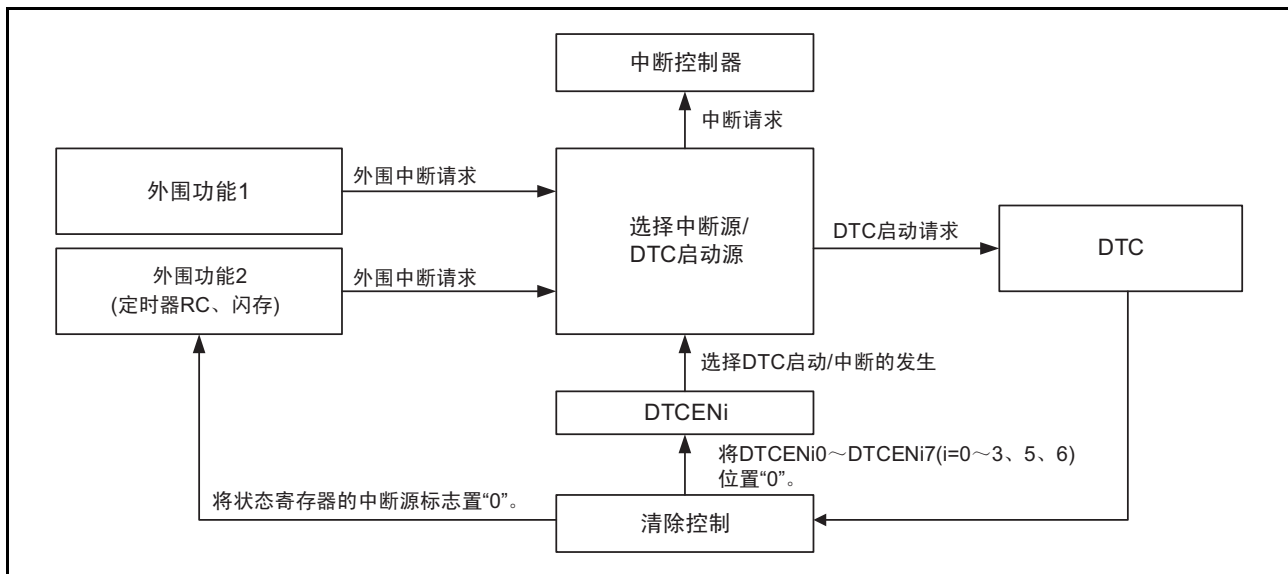 中断控制器
中断请求
外围功能1
外围中断请求
选择中断源/
DTC启动源
DTC启动请求
DTC
外围功能2
(定时器RC、闪存)
外围中断请求
选择DTC启动/中断的发生
DTCENi
将DTCENi0～DTCENi7(i=0～3、5、6)
位置“0”。
将状态寄存器的中断源标志置“0”。
清除控制